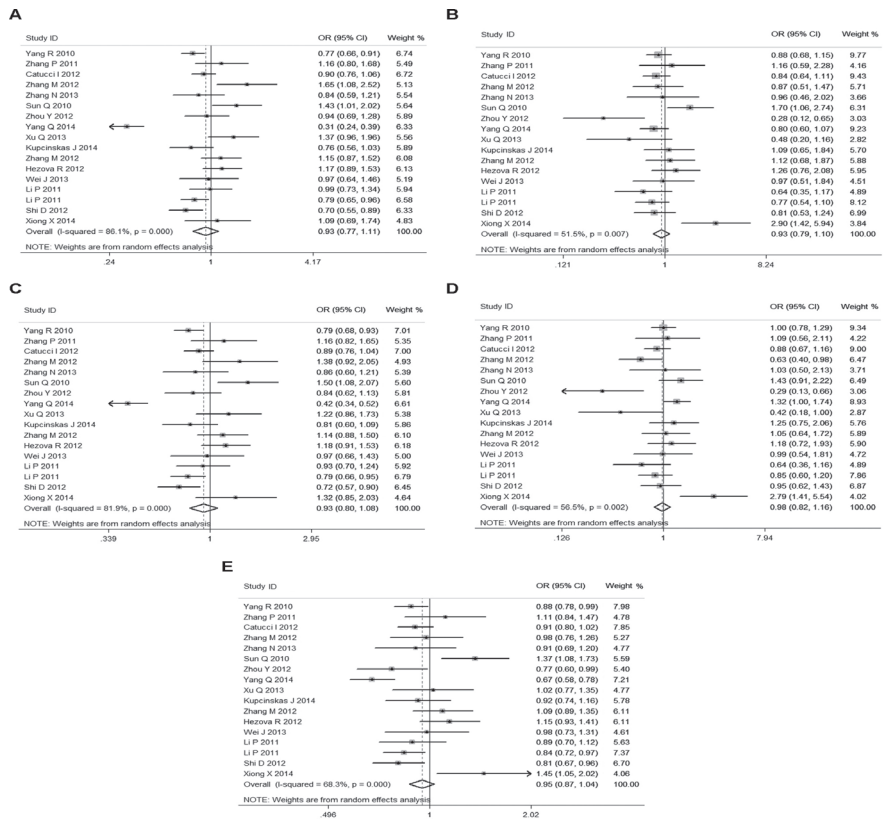 A
Study ID OR (95% CI) Weight %
Yang R 2010 0.77 (0.66, 0.91) 6.74
Zhang P 2011 1.16 (0.80, 1.68) 5.49
Catucci I 2012 0.90 (0.76, 1.06) 6.72
Zhang M 2012 1.65 (1.08, 2.52) 5.13
Zhang N 2013 0.84 (0.59, 1.21) 5.54
Sun Q 2010 1.43 (1.01, 2.02) 5.64
Zhou Y 2012 0.94 (0.69, 1.28) 5.89
Yang Q 2014 0.31 (0.24, 0.39) 6.33
Xu Q 2013 1.37 (0.96, 1.96) 5.56
Kupcinskas J 2014 0.76 (0.56, 1.03) 5.89
Zhang M 2012 1.15 (0.87, 1.52) 6.08
Hezova R 2012 1.17 (0.89, 1.53) 6.13
Wei J 2013 0.97 (0.64, 1.46) 5.19
Li P 2011 0.99 (0.73, 1.34) 5.94
Li P 2011 0.79 (0.65, 0.96) 6.58
Shi D 2012 0.70 (0.55, 0.89) 6.33
Xiong X 2014 1.09 (0.69, 1.74) 4.83
Overall (I-squared = 86.1%, p = 0.000) 0.93 (0.77, 1.11) 100.00
NOTE: Weights are from random effects analysis
.24 1 4.17
B
Study ID OR (95% CI) Weight %
Yang R 2010 0.88 (0.68, 1.15) 9.77
Zhang P 2011 1.16 (0.59, 2.28) 4.16
Catucci I 2012 0.84 (0.64, 1.11) 9.43
Zhang M 2012 0.87 (0.51, 1.47) 5.71
Zhang N 2013 0.96 (0.46, 2.02) 3.66
Sun Q 2010 1.70 (1.06, 2.74) 6.31
Zhou Y 2012 0.28 (0.12, 0.65) 3.01
Yang Q 2014 0.80 (0.60, 1.07) 9.23
Xu Q 2013 0.48 (0.20, 1.16) 2.82
Kupcinskas J 2014 1.09 (0.65, 1.84) 5.70
Zhang M 2012 1.12 (0.68, 1.87) 5.88
Hezova R 2012 1.26 (0.76, 2.08) 5.95
Wei J 2013 0.97 (0.51, 1.84) 4.51
Li P 2011 0.64 (0.35, 1.17) 4.89
Li P 2011 0.77 (0.54, 1.10) 8.12
Shi D 2012 0.81 (0.53, 1.24) 6.99
Xiong X 2014 2.90 (1.42, 5.94) 3.84
Overall (I-squared = 51.5%, p = 0.007) 0.93 (0.79, 1.10) 100.00
NOTE: Weights are from random effects analysis
.121 1 8.24
C
Study ID OR (95% CI) Weight %
Yang R 2010 0.79 (0.68, 0.93) 7.01
Zhang P 2011 1.16 (0.82, 1.65) 5.35
Catucci I 2012 0.89 (0.76, 1.04) 7.00
Zhang M 2012 1.38 (0.92, 2.05) 4.93
Zhang N 2013 0.86 (0.60, 1.21) 5.39
Sun Q 2010 1.50 (1.08, 2.07) 5.60
Zhou Y 2012 0.84 (0.62, 1.13) 5.81
Yang Q 2014 0.42 (0.34, 0.52) 6.61
Xu Q 2013 1.22 (0.86, 1.73) 5.38
Kupcinskas J 2014 0.81 (0.60, 1.09) 5.86
Zhang M 2012 1.14 (0.88, 1.50) 6.10
Hezova R 2012 1.18 (0.91, 1.53) 6.18
Wei J 2013 0.97 (0.66, 1.43) 5.00
Li P 2011 0.93 (0.70, 1.24) 5.92
Li P 2011 0.79 (0.66, 0.95) 6.79
Shi D 2012 0.72 (0.57, 0.90) 6.45
Xiong X 2014 1.32 (0.85, 2.03) 4.64
Overall (I-squared = 81.9%, p = 0.000) 0.93 (0.80, 1.08) 100.00
NOTE: Weights are from random effects analysis
.339 1 2.95
D
Study ID OR (95% CI) Weight %
Yang R 2010 1.00 (0.78, 1.29) 9.34
Zhang P 2011 1.09 (0.56, 2.11) 4.22
Catucci I 2012 0.88 (0.67, 1.16) 9.00
Zhang M 2012 0.63 (0.40, 0.98) 6.67
Zhang N 2013 1.03 (0.50, 2.13) 3.71
Sun Q 2010 1.43 (0.91, 2.22) 6.49
Zhou Y 2012 0.29 (0.13, 0.66) 3.06
Yang Q 2014 1.32 (1.00, 1.74) 8.93
Xu Q 2013 0.42 (0.18, 1.00) 2.87
Kupcinskas J 2014 1.25 (0.75, 2.06) 5.76
Zhang M 2012 1.05 (0.64, 1.72) 5.89
Hezova R 2012 1.18 (0.72, 1.93) 5.90
Wei J 2013 0.99 (0.54, 1.81) 4.72
Li P 2011 0.64 (0.36, 1.16) 4.89
Li P 2011 0.85 (0.60, 1.20) 7.86
Shi D 2012 0.95 (0.62, 1.43) 6.87
Xiong X 2014 2.79 (1.41, 5.54) 4.02
Overall (I-squared = 56.5%, p = 0.002) 0.98 (0.82, 1.16) 100.00
NOTE: Weights are from random effects analysis
.126 1 7.94
E
Study ID OR (95% CI) Weight %
Yang R 2010 0.88 (0.78, 0.99) 7.98
Zhang P 2011 1.11 (0.84, 1.47) 4.78
Catucci I 2012 0.91 (0.80, 1.02) 7.85
Zhang M 2012 0.98 (0.76, 1.26) 5.27
Zhang N 2013 0.91 (0.69, 1.20) 4.77
Sun Q 2010 1.37 (1.08, 1.73) 5.59
Zhou Y 2012 0.77 (0.60, 0.99) 5.40
Yang Q 2014 0.67 (0.58, 0.78) 7.21
Xu Q 2013 1.02 (0.77, 1.35) 4.77
Kupcinskas J 2014 0.92 (0.74, 1.16) 5.78
Zhang M 2012 1.09 (0.89, 1.35) 6.11
Hezova R 2012 1.15 (0.93, 1.41) 6.11
Wei J 2013 0.98 (0.73, 1.31) 4.61
Li P 2011 0.89 (0.70, 1.12) 5.63
Li P 2011 0.84 (0.72, 0.97) 7.37
Shi D 2012 0.81 (0.67, 0.96) 6.70
Xiong X 2014 1.45 (1.05, 2.02) 4.06
Overall (I-squared = 68.3%, p = 0.000) 0.95 (0.87, 1.04) 100.00
NOTE: Weights are from random effects analysis
.496 1 2.02